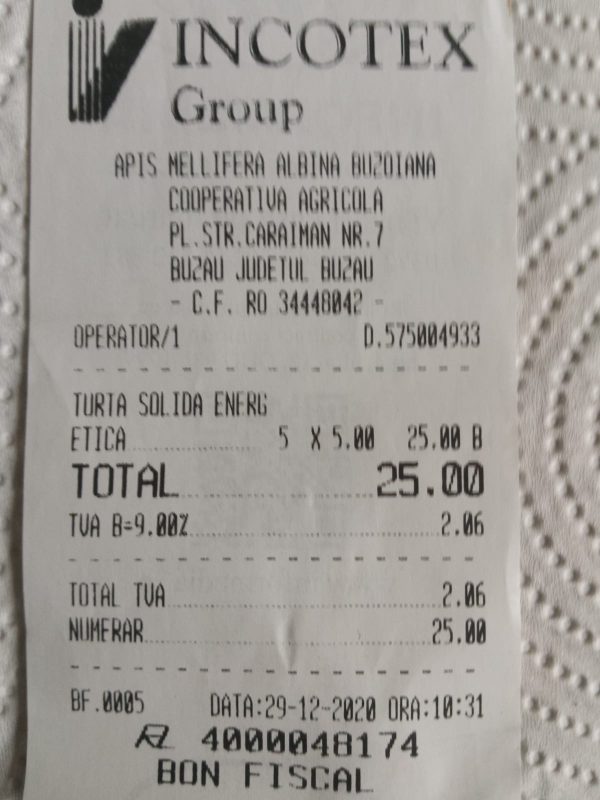 INCOTEX
Group
APIS MELLIFERA ALBINA BUZOIANA
COOPERATIVA AGRICOLA
PL.STR.CARAIMAN NR.7
BUZAU JUDETUL BUZAU
- C.F. RO 34448042 -
OPERATOR/1 D.575004933
TURTA SOLIDA ENERG
ETICA 5 X 5.00 25.00 B
TOTAL 25.00
TVA B=9.00% 2.06
TOTAL TVA 2.06
NUMERAR 25.00
BF.0005 DATA:29-12-2020 ORA:10:31
4000048174
BON FISCAL